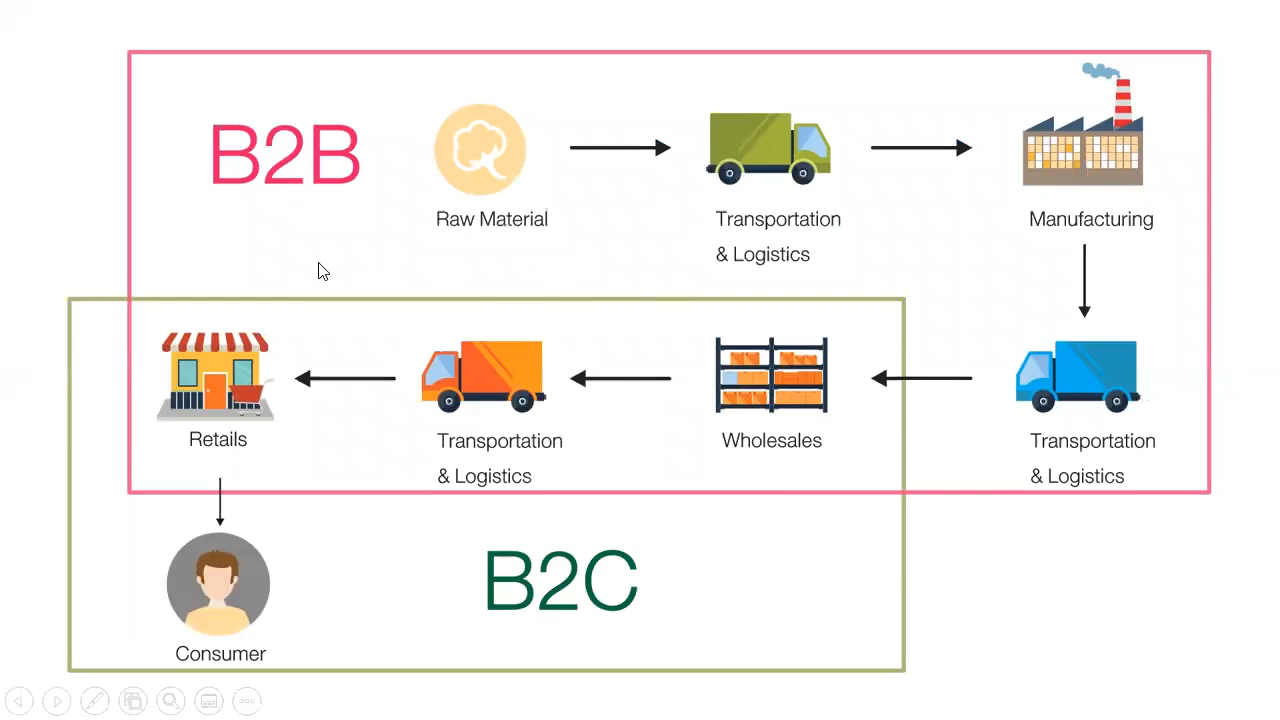 B2B
Raw Material
Transportation
& Logistics
Manufacturing
Retails
Transportation
& Logistics
Wholesales
Transportation
& Logistics
Consumer
B2C